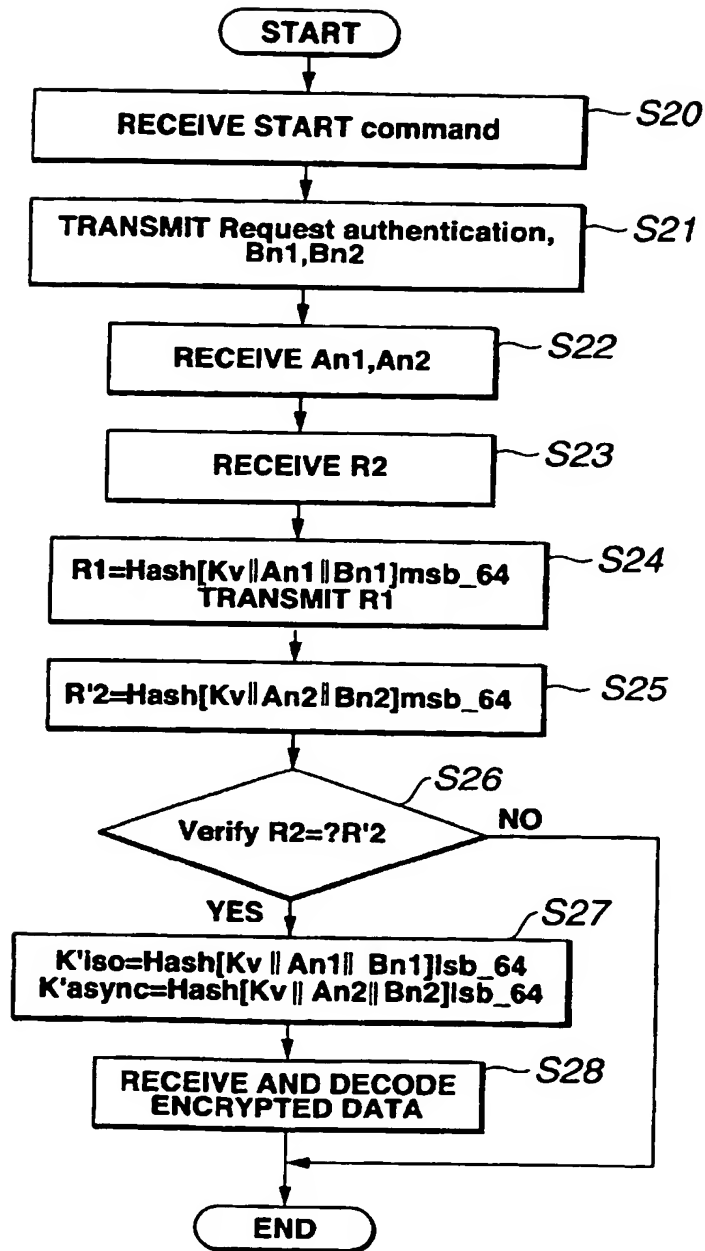 START
RECEIVE START command
S20
TRANSMIT Request authentication,
Bn1,Bn2
S21
RECEIVE An1,An2
S22
RECEIVE R2
S23
R1=Hash[Kv||An1||Bn1]msb_64
TRANSMIT R1
S24
R'2=Hash[Kv||An2||Bn2]msb_64
S25
S26
Verify R2=?R'2
NO
YES
S27
K'iso=Hash[Kv || An1|| Bn1]lsb_64
K'async=Hash[Kv || An2||Bn2]lsb_64
RECEIVE AND DECODE
ENCRYPTED DATA
S28
END